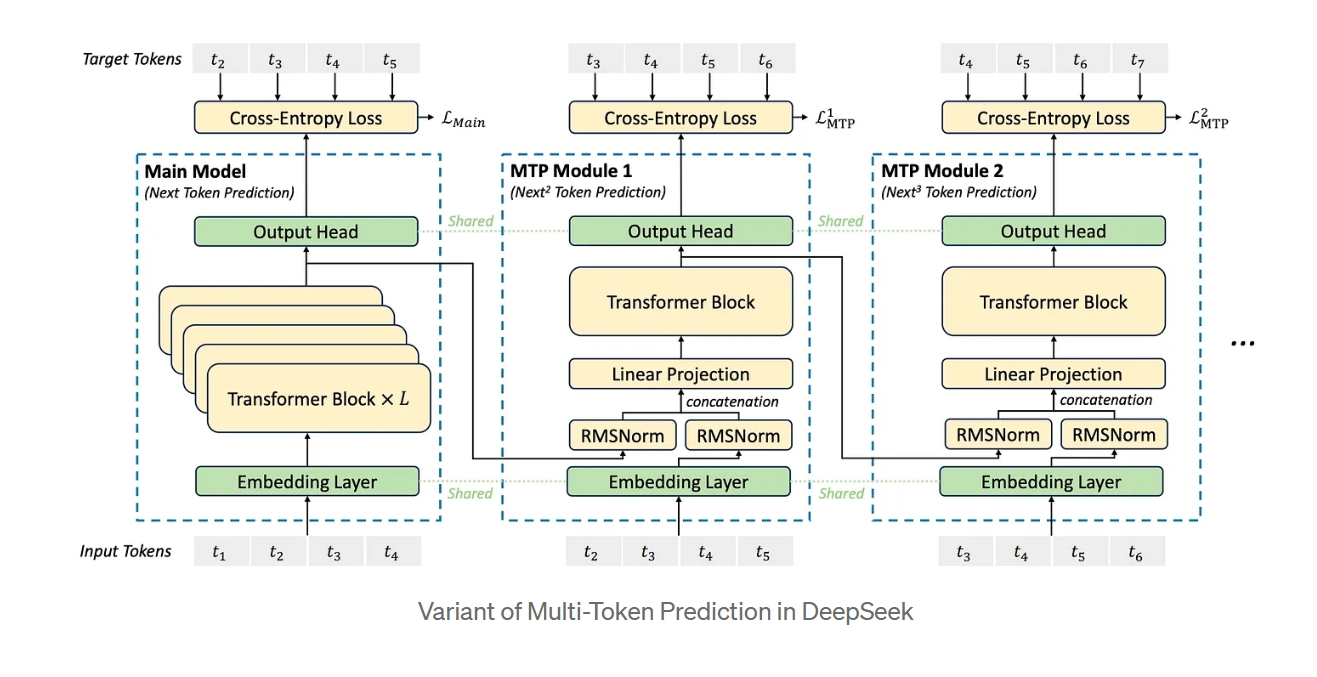 Target Tokens t₂ t₃ t₄ t₅ t₃ t₄ t₅ t₆ t₄ t₅ t₆ t₇
Cross-Entropy Loss ℒ_Main Cross-Entropy Loss ℒ¹_MTP Cross-Entropy Loss ℒ²_MTP
Main Model MTP Module 1 MTP Module 2
(Next Token Prediction) (Next² Token Prediction) (Next³ Token Prediction)
Output Head Shared Output Head Shared Output Head
Transformer Block Transformer Block
Linear Projection Linear Projection
Transformer Block × L concatenation concatenation
RMSNorm RMSNorm RMSNorm RMSNorm
Embedding Layer Shared Embedding Layer Shared Embedding Layer
...
Input Tokens t₁ t₂ t₃ t₄ t₂ t₃ t₄ t₅ t₃ t₄ t₅ t₆
Variant of Multi-Token Prediction in DeepSeek